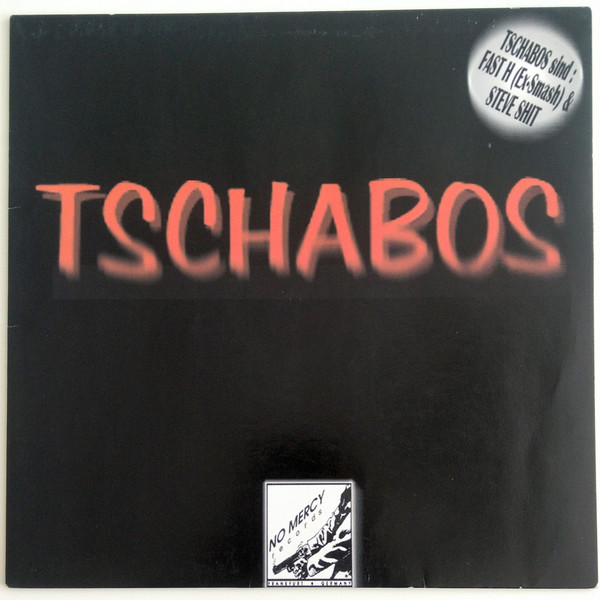 TSCHABOS sind :
FAST H (Ex-Smash) &
STEVE SHIT
TSCHABOS
NO MERCY
records
FRANKFURT • GERMANY